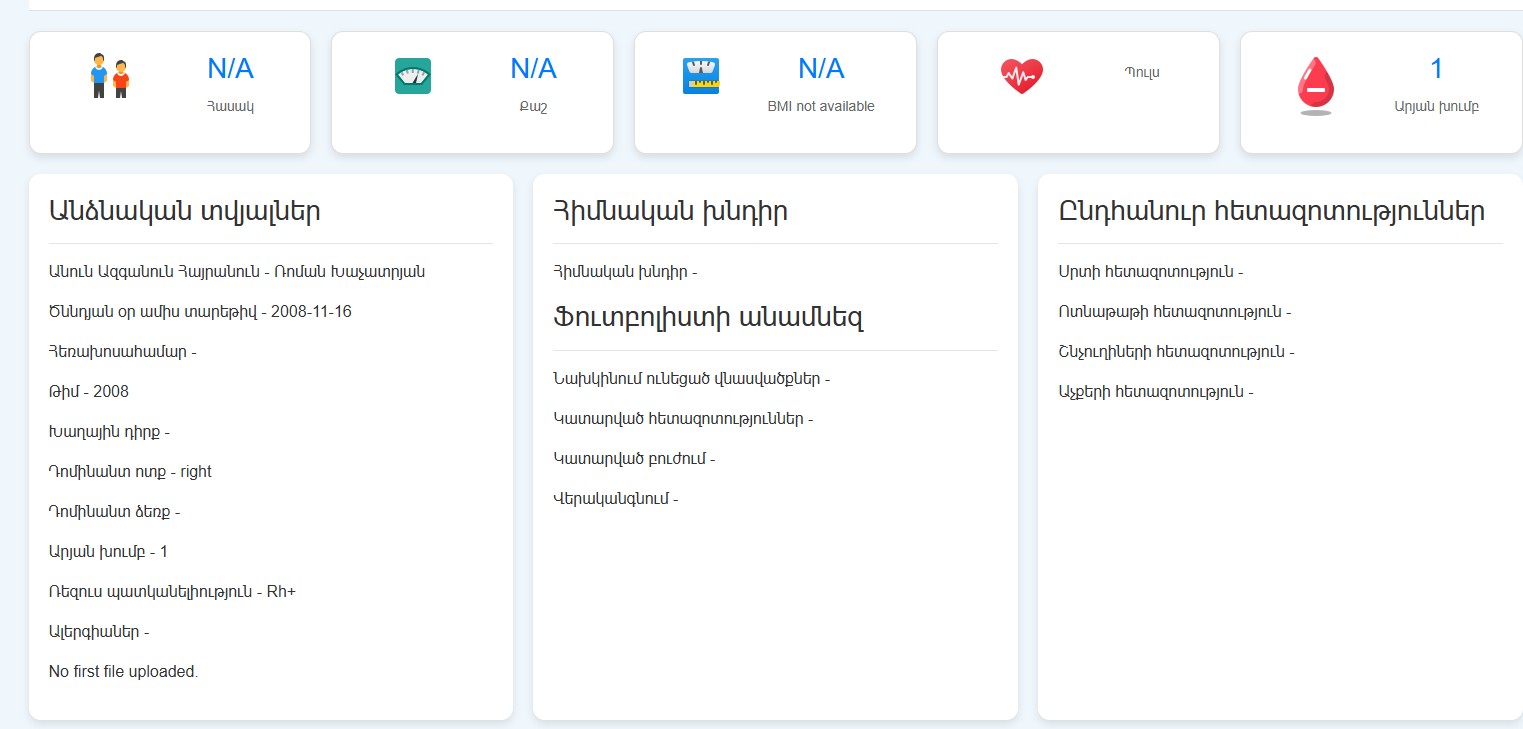 N/A
Հասակ
N/A
Քաշ
N/A
BMI not available
Պուլս
1
Արյան խումբ
Անձնական տվյալներ
Անուն Ազգանուն Հայրանուն - Ռոման Խաչատրյան
Ծննդյան օր ամիս տարեթիվ - 2008-11-16
Հեռախոսահամար -
Թիմ - 2008
Խաղային դիրք -
Դոմինանտ ոտք - right
Դոմինանտ ձեռք -
Արյան խումբ - 1
Ռեզուս պատկանելիություն - Rh+
Ալերգիաներ -
No first file uploaded.
Հիմնական խնդիր
Հիմնական խնդիր -
Ֆուտբոլիստի անամնեզ
Նախկինում ունեցած վնասվածքներ -
Կատարված հետազոտություններ -
Կատարված բուժում -
Վերականգնում -
Ընդհանուր հետազոտություններ
Սրտի հետազոտություն -
Ոտնաթաթի հետազոտություն -
Շնչուղիների հետազոտություն -
Աչքերի հետազոտություն -